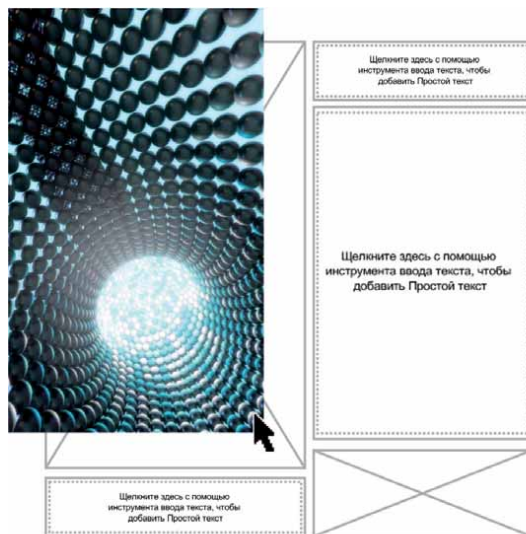 Щелкните здесь с помощью
инструмента ввода текста, чтобы
добавить Простой текст
Щелкните здесь с помощью
инструмента ввода текста, чтобы
добавить Простой текст
Щелкните здесь с помощью
инструмента ввода текста, чтобы
добавить Простой текст